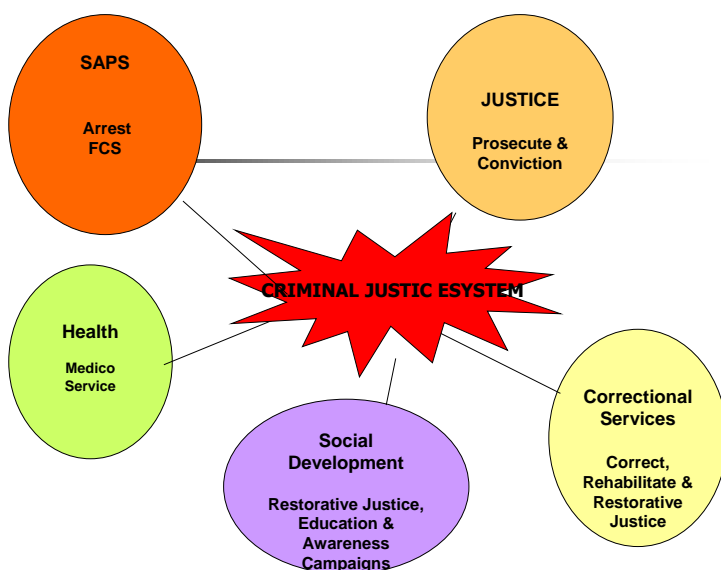 SAPS
Arrest
FCS
JUSTICE
Prosecute &
Conviction
CRIMINAL JUSTIC ESYSTEM
Health
Medico
Service
Social
Development
Restorative Justice,
Education &
Awareness
Campaigns
Correctional
Services
Correct,
Rehabilitate &
Restorative
Justice